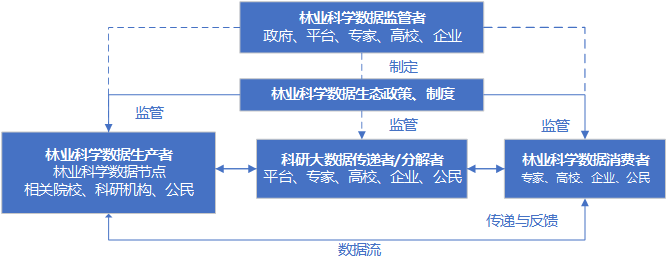 林业科学数据监管者
政府、平台、专家、高校、企业
制定
林业科学数据生态政策、制度
监管
监管
监管
林业科学数据生产者
林业科学数据节点
相关院校、科研机构、公民
科研大数据传递者/分解者
平台、专家、高校、企业、公民
林业科学数据消费者
专家、高校、企业、公民
传递与反馈
数据流